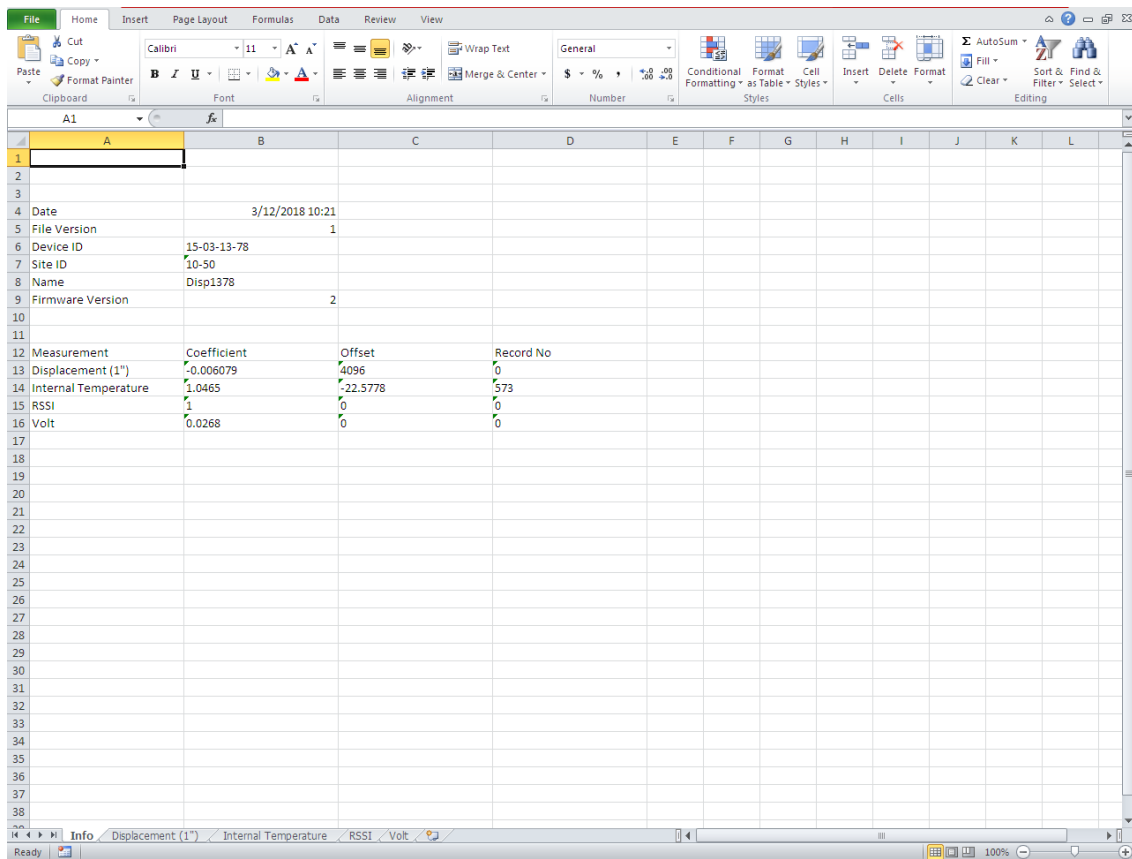 File Home Insert Page Layout Formulas Data Review View
Cut
Copy
Format Painter
Paste
Clipboard
Calibri 11 A A
B I U A
Font
Wrap Text
Merge & Center
Alignment
General
$ % , .00 .00
Number
Conditional Formatting
Format as Table
Cell Styles
Styles
Insert Delete Format
Cells
Σ AutoSum
Fill
Clear
Sort & Filter
Find & Select
Editing
A1 fx
A B C D E F G H I J K L
1
2
3
4 Date 3/12/2018 10:21
5 File Version 1
6 Device ID 15-03-13-78
7 Site ID 10-50
8 Name Disp1378
9 Firmware Version 2
10
11
12 Measurement Coefficient Offset Record No
13 Displacement (1") -0.006079 4096 0
14 Internal Temperature 1.0465 -22.5778 573
15 RSSI 1 0 0
16 Volt 0.0268 0 0
17
18
19
20
21
22
23
24
25
26
27
28
29
30
31
32
33
34
35
36
37
38
Info Displacement (1") Internal Temperature RSSI Volt
Ready 100%